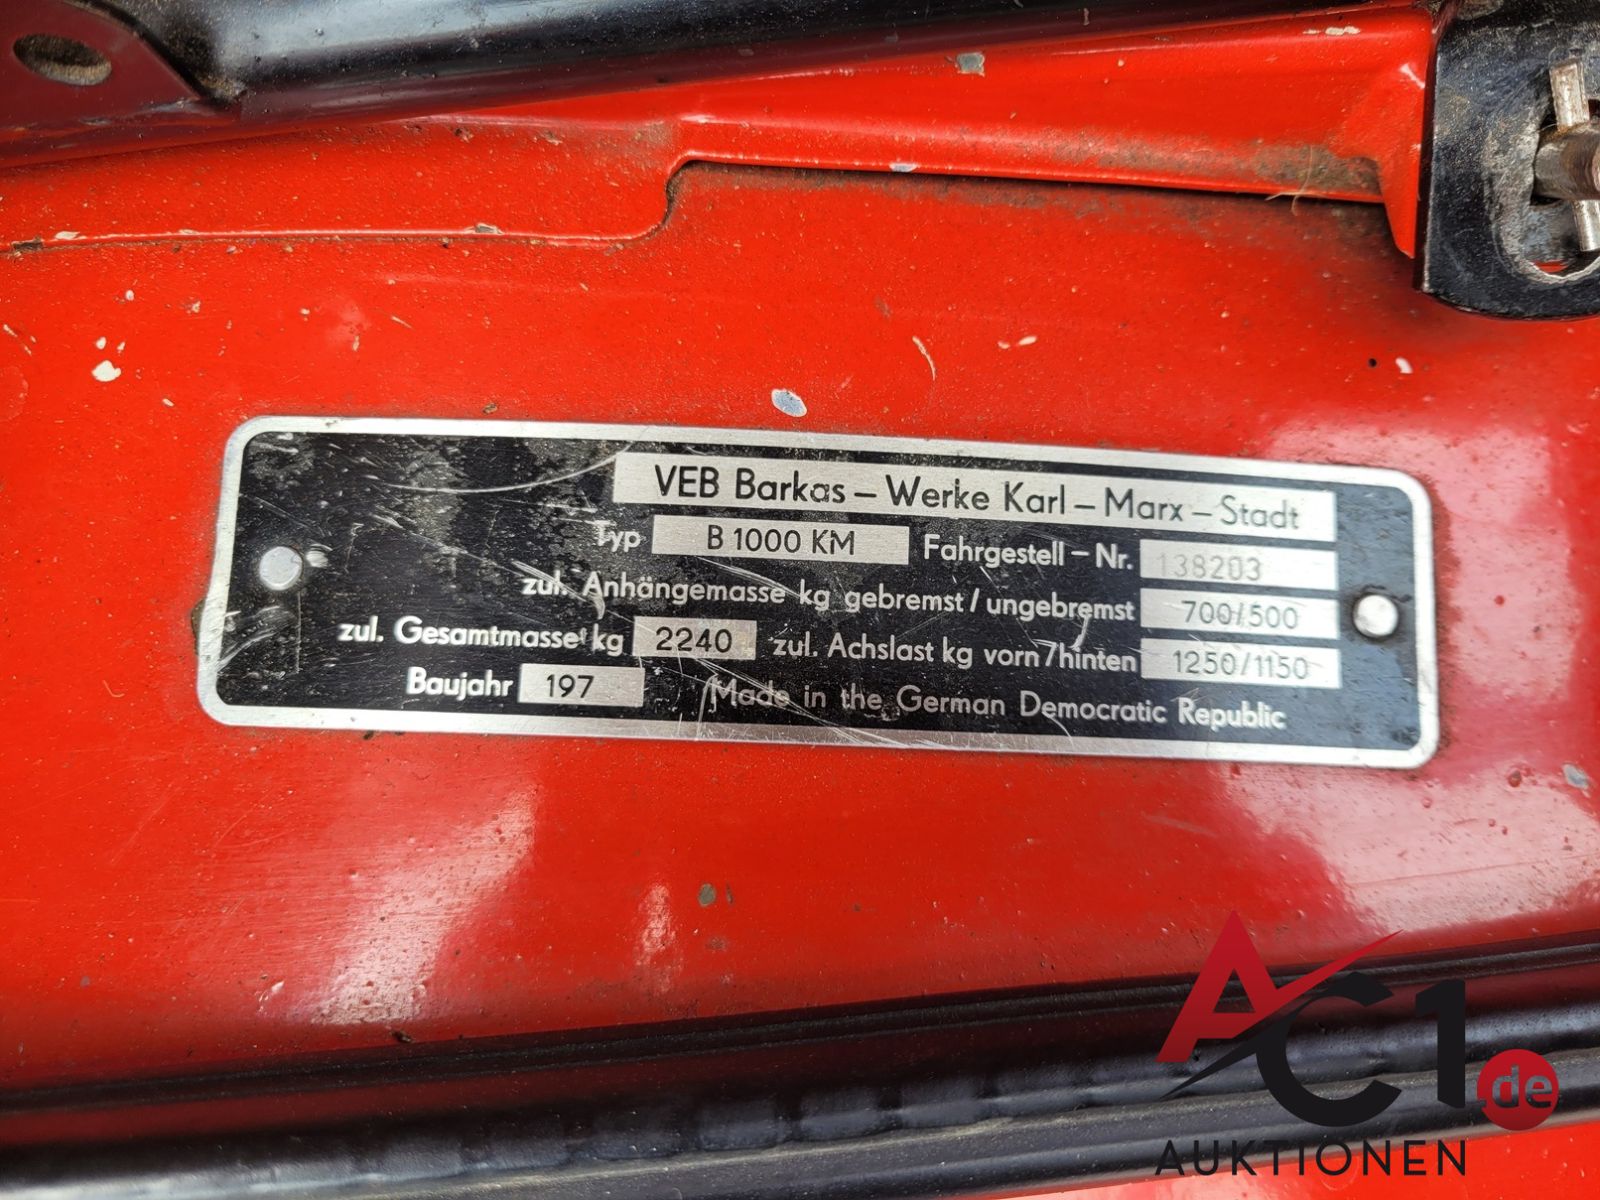 VEB Barkas – Werke Karl – Marx – Stadt
Typ B 1000 KM Fahrgestell – Nr. 138203
zul. Anhängemasse kg gebremst / ungebremst 700/500
zul. Gesamtmasse kg 2240 zul. Achslast kg vorn / hinten 1250/1150
Baujahr 197 Made in the German Democratic Republic
AC1.de
AUKTIONEN